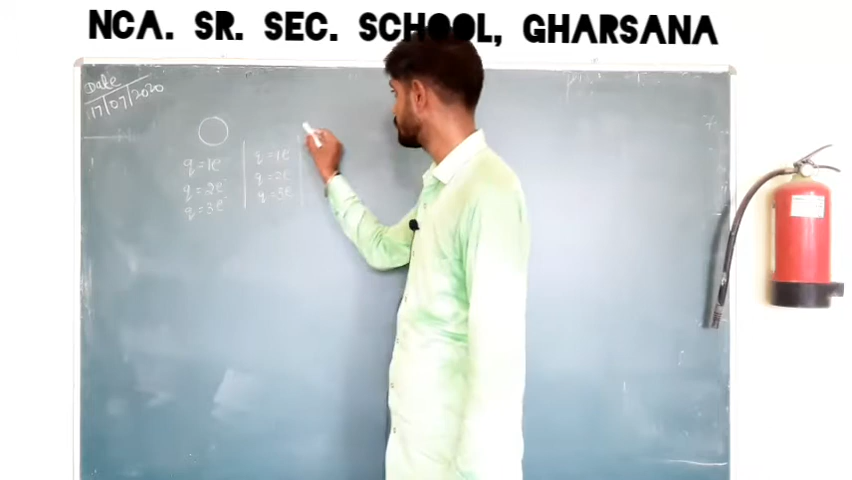 NCA. SR. SEC. SCHOOL, GHARSANA
Date
17/07/2020
q=1e
q=2e
q=3e
q=1e
q=2e
q=3e